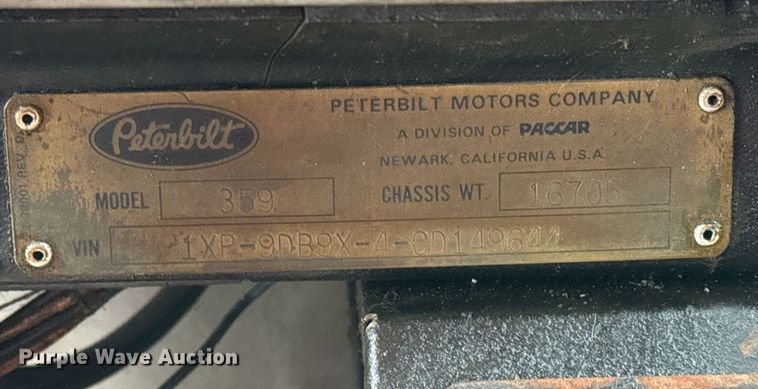 Peterbilt
PETERBILT MOTORS COMPANY
A DIVISION OF PACCAR
NEWARK, CALIFORNIA U.S.A.
MODEL 359
CHASSIS WT. 16705
VIN 1XP-9DB9X-4-CD149644
Purple Wave Auction